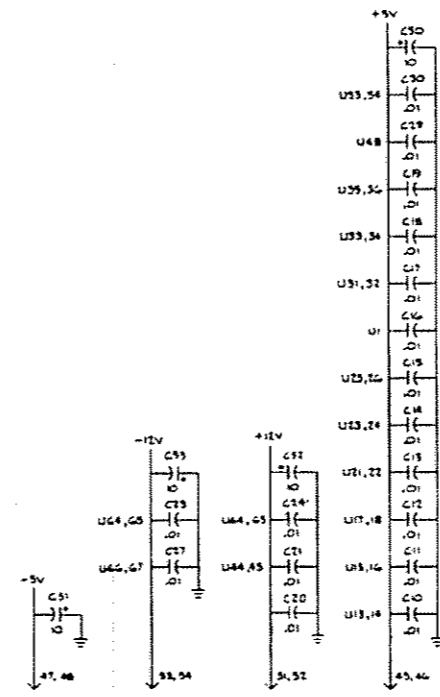 +5V
C50
10
C30
U53,54
.01
C29
U48
.01
C19
U35,36
.01
C18
U33,34
.01
C17
U31,32
.01
C16
U1
.01
C15
U25,26
.01
C14
U23,24
.01
-12V
+12V
C53
C52
C13
10
10
U21,22
.01
C25
C24
C12
U64,65
.01
U64,65
.01
U17,18
.01
C27
C21
C11
U66,67
.01
U44,45
.01
U15,16
.01
-5V
C51
C20
C10
10
.01
U13,14
.01
47,48
53,54
51,52
45,46